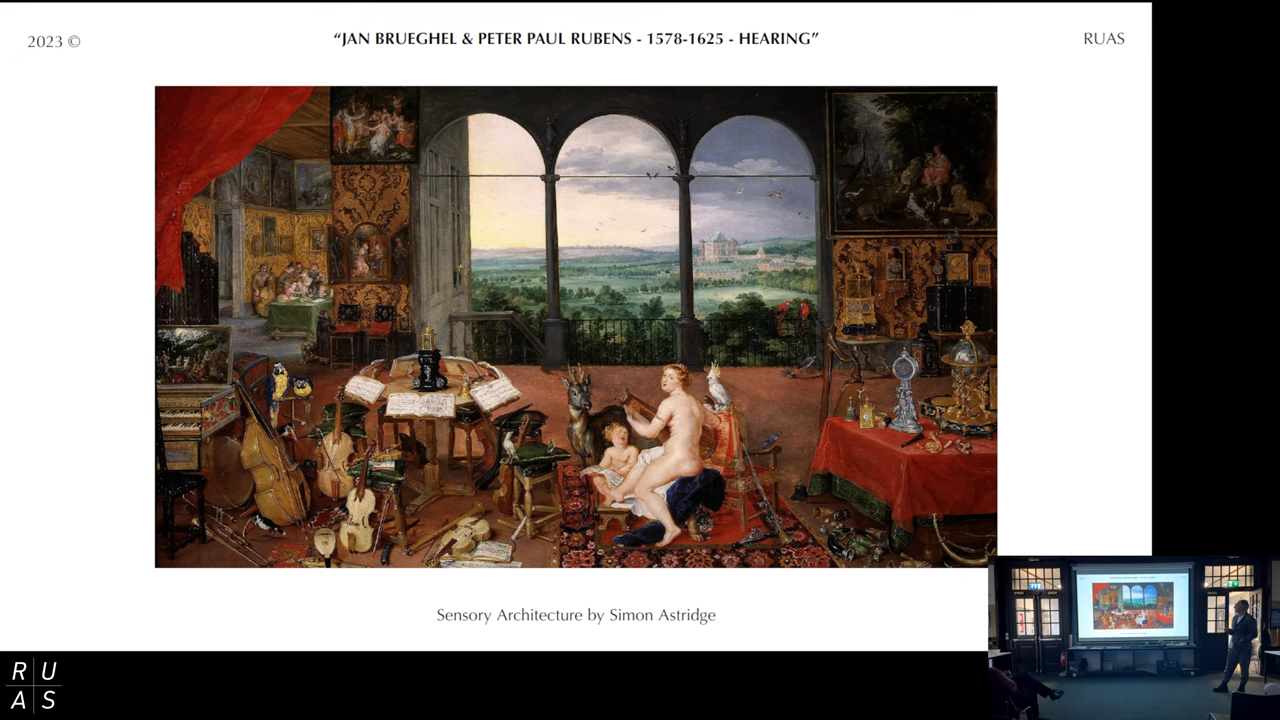 2023 ©
“JAN BRUEGHEL & PETER PAUL RUBENS - 1578-1625 - HEARING”
RUAS
Sensory Architecture by Simon Astridge
R U
A S